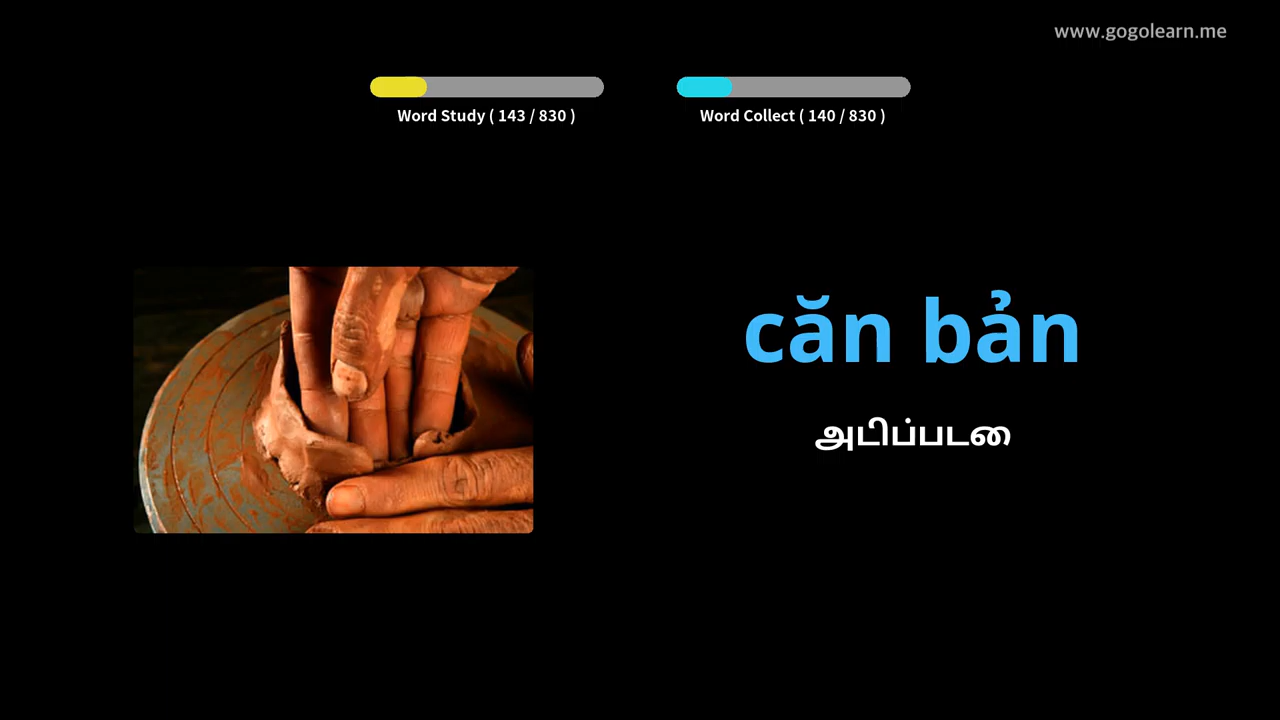 www.gogolearn.me
Word Study ( 143 / 830 )
Word Collect ( 140 / 830 )
căn bản
அடிப்படை